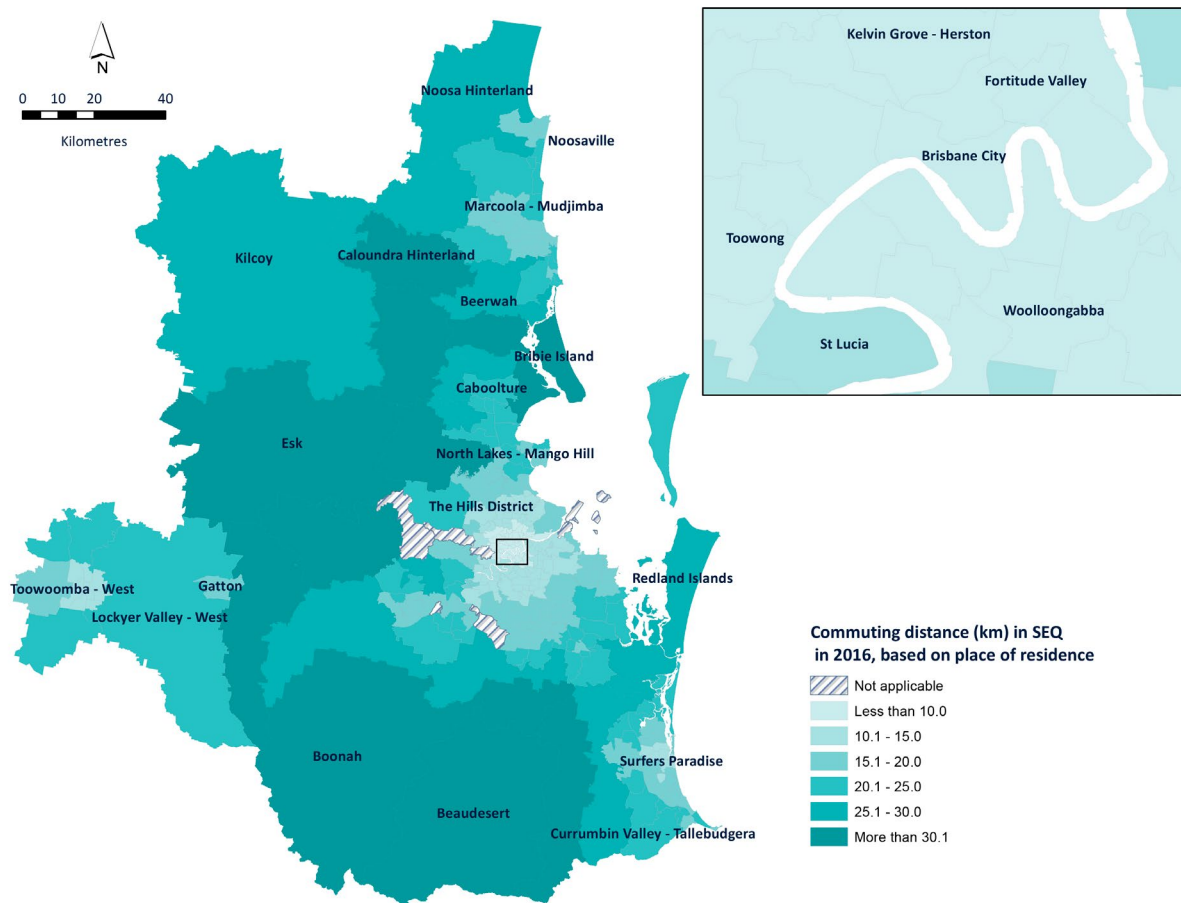 N
0 10 20 40
Kilometres
Noosa Hinterland
Noosaville
Marcoola - Mudjimba
Kilcoy
Caloundra Hinterland
Beerwah
Bribie Island
Caboolture
Esk
North Lakes - Mango Hill
The Hills District
Redland Islands
Toowoomba - West
Gatton
Lockyer Valley - West
Boonah
Surfers Paradise
Beaudesert
Currumbin Valley - Tallebudgera
Kelvin Grove - Herston
Fortitude Valley
Brisbane City
Toowong
Woolloongabba
St Lucia
Commuting distance (km) in SEQ
in 2016, based on place of residence
Not applicable
Less than 10.0
10.1 - 15.0
15.1 - 20.0
20.1 - 25.0
25.1 - 30.0
More than 30.1